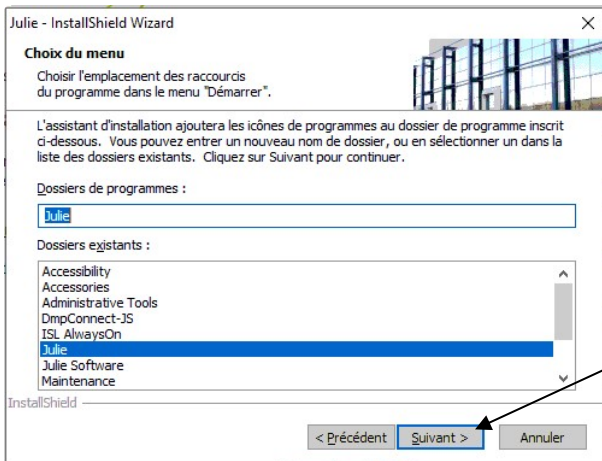 Julie - InstallShield Wizard
Choix du menu
Choisir l'emplacement des raccourcis
du programme dans le menu "Démarrer".
L'assistant d'installation ajoutera les icônes de programmes au dossier de programme inscrit
ci-dessous. Vous pouvez entrer un nouveau nom de dossier, ou en sélectionner un dans la
liste des dossiers existants. Cliquez sur Suivant pour continuer.
Dossiers de programmes :
Julie
Dossiers existants :
Accessibility
Accessories
Administrative Tools
DmpConnect-JS
ISL AlwaysOn
Julie
Julie Software
Maintenance
InstallShield
< Précédent Suivant > Annuler